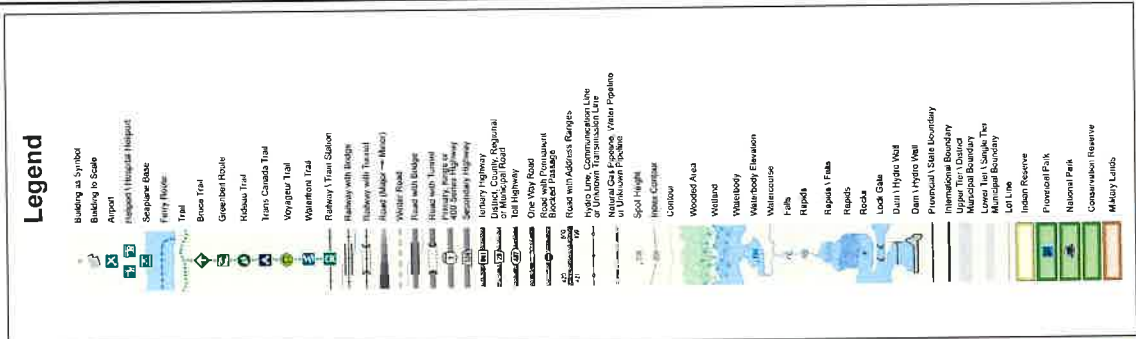 Legend
Building as Symbol
Building to Scale
Airport
Heliport \ Hospital Heliport
Seaplane Base
Ferry Route
Trail
Bruce Trail
Greenbelt Route
Rideau Trail
Trans Canada Trail
Voyageur Trail
Waterfront Trail
Railway \ Train Station
Railway with Bridge
Railway with Tunnel
Road (Major → Minor)
Winter Road
Road with Bridge
Road with Tunnel
Primary, Kings or
400 Series Highway
Secondary Highway
Tertiary Highway
District, County, Regional
or Municipal Road
Toll Highway
One Way Road
Road with Permanent
Blocked Passage
Road with Address Ranges
Hydro Line, Communication Line
or Unknown Transmission Line
Natural Gas Pipeline, Water Pipeline
or Unknown Pipeline
Spot Height
Index Contour
Contour
Wooded Area
Wetland
Waterbody
Waterbody Elevation
Watercourse
Falls
Rapids
Rapids \ Falls
Rapids
Rocks
Lock Gate
Dam \ Hydro Wall
Dam \ Hydro Wall
Provincial \ State Boundary
International Boundary
Upper Tier \ District
Municipal Boundary
Lower Tier \ Single Tier
Municipal Boundary
Lot Line
Indian Reserve
Provincial Park
National Park
Conservation Reserve
Military Lands